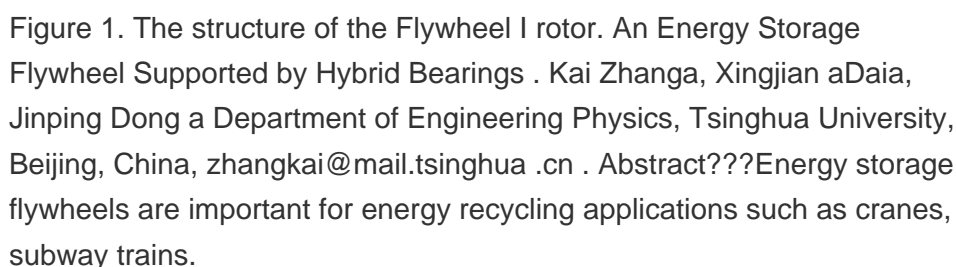 Figure 1. The structure of the Flywheel I rotor. An Energy Storage
Flywheel Supported by Hybrid Bearings . Kai Zhanga, Xingjian aDaia,
Jinping Dong a Department of Engineering Physics, Tsinghua University,
Beijing, China, zhangkai@mail.tsinghua .cn . Abstract???Energy storage
flywheels are important for energy recycling applications such as cranes,
subway trains.